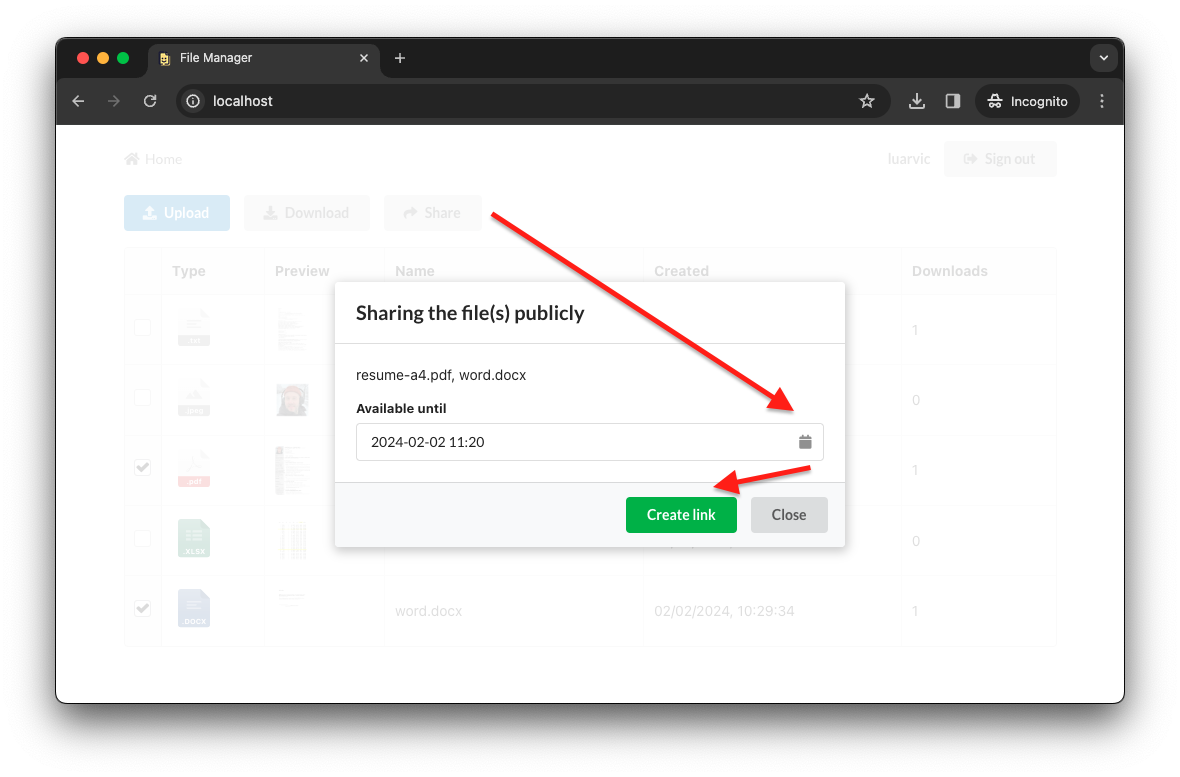 File Manager
localhost
Incognito
Home
luarvic
Sign out
Upload
Download
Share
Type
Preview
Name
Created
Downloads
.txt
1
.jpeg
0
Sharing the file(s) publicly
resume-a4.pdf, word.docx
Available until
2024-02-02 11:20
Create link
Close
.pdf
1
.XLSX
0
.DOCX
word.docx
02/02/2024, 10:29:34
1